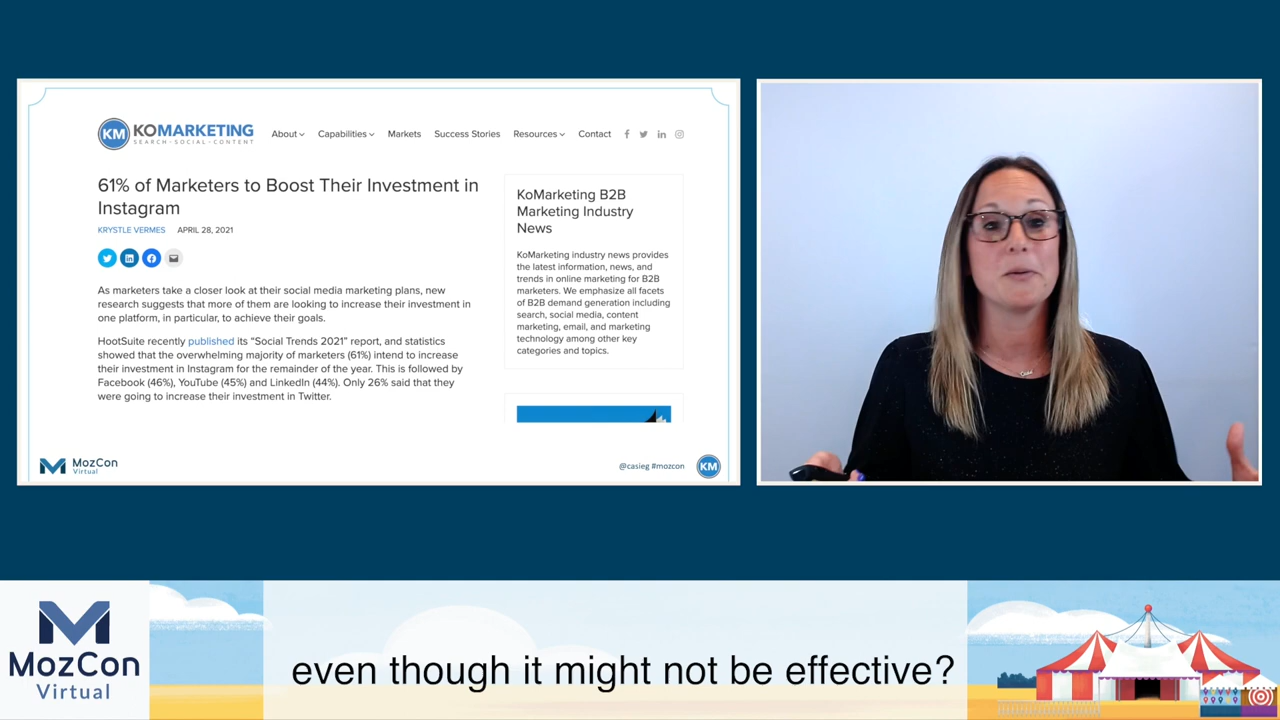 KM KOMARKETING
SEARCH • SOCIAL • CONTENT
About Capabilities Markets Success Stories Resources Contact
61% of Marketers to Boost Their Investment in
Instagram
KRYSTLE VERMES APRIL 28, 2021
As marketers take a closer look at their social media marketing plans, new
research suggests that more of them are looking to increase their investment in
one platform, in particular, to achieve their goals.
HootSuite recently published its “Social Trends 2021” report, and statistics
showed that the overwhelming majority of marketers (61%) intend to increase
their investment in Instagram for the remainder of the year. This is followed by
Facebook (46%), YouTube (45%) and LinkedIn (44%). Only 26% said that they
were going to increase their investment in Twitter.
KoMarketing B2B
Marketing Industry
News
KoMarketing industry news provides
the latest information, news, and
trends in online marketing for B2B
marketers. We emphasize all facets
of B2B demand generation including
search, social media, content
marketing, email, and marketing
technology among other key
categories and topics.
MozCon
Virtual
@casieg #mozcon KM
MozCon
Virtual
even though it might not be effective?